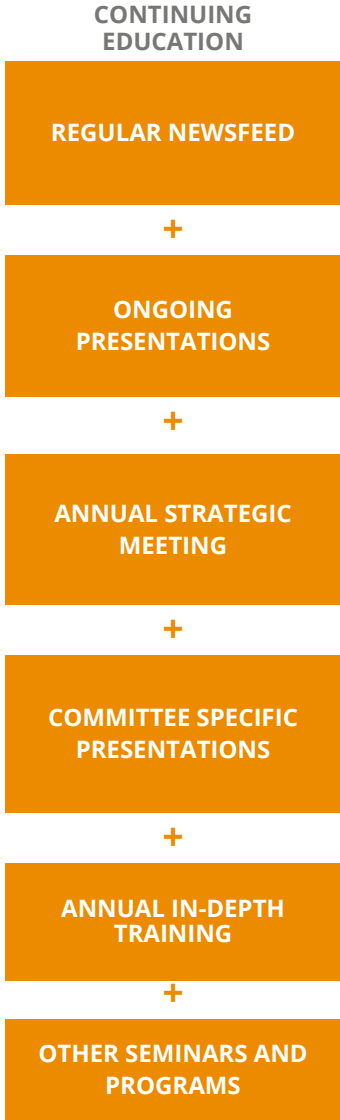 CONTINUING
EDUCATION
REGULAR NEWSFEED
+
ONGOING
PRESENTATIONS
+
ANNUAL STRATEGIC
MEETING
+
COMMITTEE SPECIFIC
PRESENTATIONS
+
ANNUAL IN-DEPTH
TRAINING
+
OTHER SEMINARS AND
PROGRAMS